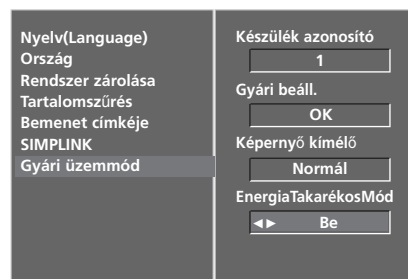 Nyelv(Language)
Ország
Rendszer zárolása
Tartalomszűrés
Bemenet címkéje
SIMPLINK
Gyári üzemmód
Készülék azonosító
1
Gyári beáll.
OK
Képernyő kímélő
Normál
EnergiaTakarékosMód
◄► Be